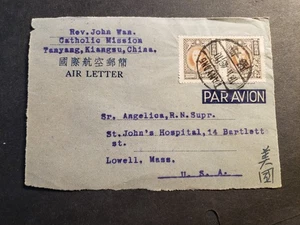 Rev. John Wan.
Catholic Mission
Tanyang, Kiangsu, China.
國際航空郵簡
AIR LETTER
PAR AVION
Sr. Angelica, R.N. Supr.
St. John's Hospital, 14 Bartlett
st.
Lowell, Mass.
U. S. A.
美國